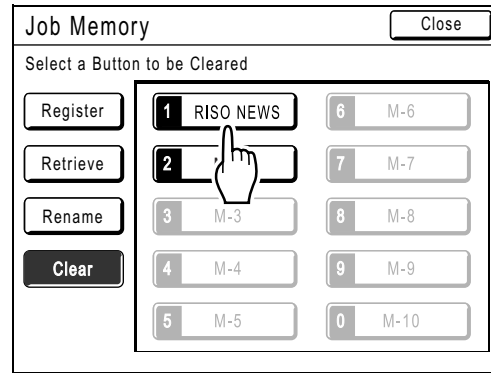 Job Memory
Close
Select a Button to be Cleared
Register
Retrieve
Rename
Clear
1 RISO NEWS
2
3 M-3
4 M-4
5 M-5
6 M-6
7 M-7
8 M-8
9 M-9
0 M-10